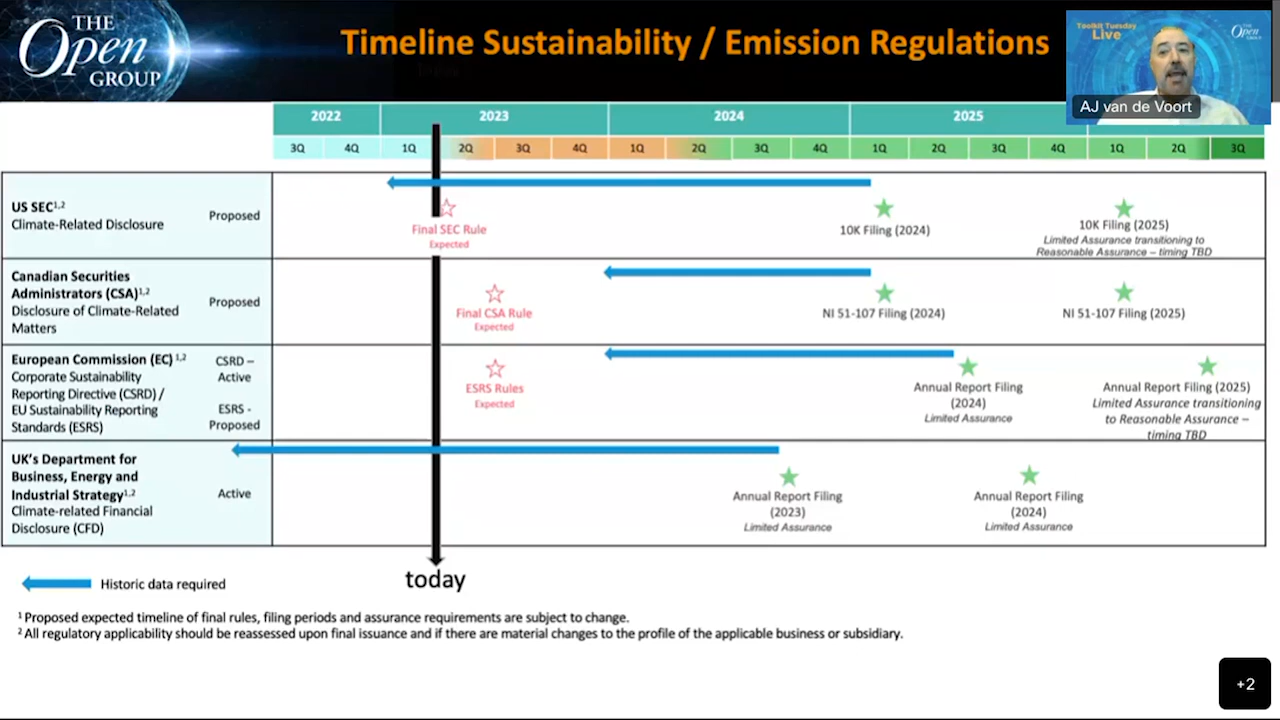 THE
Open
GROUP
Timeline Sustainability / Emission Regulations
Toolkit Tuesday
Live
Open
AJ van de Voort
2022 2023 2024 2025
3Q 4Q 1Q 2Q 3Q 4Q 1Q 2Q 3Q 4Q 1Q 2Q 3Q 4Q 1Q 2Q 3Q
US SEC1,2
Climate-Related Disclosure
Proposed
Final SEC Rule
Expected
10K Filing (2024)
10K Filing (2025)
Limited Assurance transitioning to
Reasonable Assurance – timing TBD
Canadian Securities
Administrators (CSA)1,2
Disclosure of Climate-Related
Matters
Proposed
Final CSA Rule
Expected
NI 51-107 Filing (2024)
NI 51-107 Filing (2025)
European Commission (EC) 1,2
Corporate Sustainability
Reporting Directive (CSRD) /
EU Sustainability Reporting
Standards (ESRS)
CSRD –
Active
ESRS -
Proposed
ESRS Rules
Expected
Annual Report Filing
(2024)
Limited Assurance
Annual Report Filing (2025)
Limited Assurance transitioning
to Reasonable Assurance –
timing TBD
UK's Department for
Business, Energy and
Industrial Strategy1,2
Climate-related Financial
Disclosure (CFD)
Active
Annual Report Filing
(2023)
Limited Assurance
Annual Report Filing
(2024)
Limited Assurance
today
Historic data required
1 Proposed expected timeline of final rules, filing periods and assurance requirements are subject to change.
2 All regulatory applicability should be reassessed upon final issuance and if there are material changes to the profile of the applicable business or subsidiary.
+2